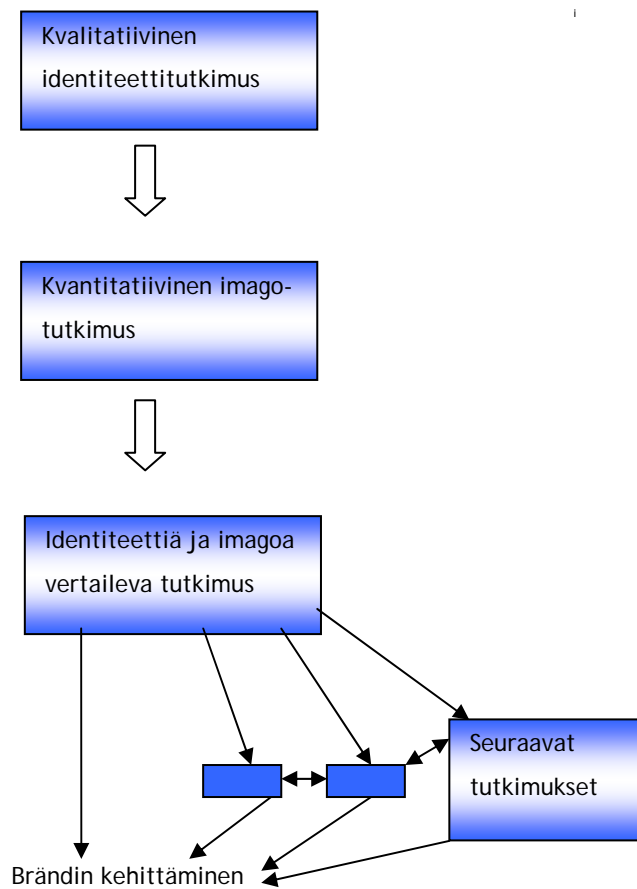 i
Kvalitatiivinen
identiteettitutkimus
Kvantitatiivinen imago-
tutkimus
Identiteettiä ja imagoa
vertaileva tutkimus
Seuraavat
tutkimukset
Brändin kehittäminen